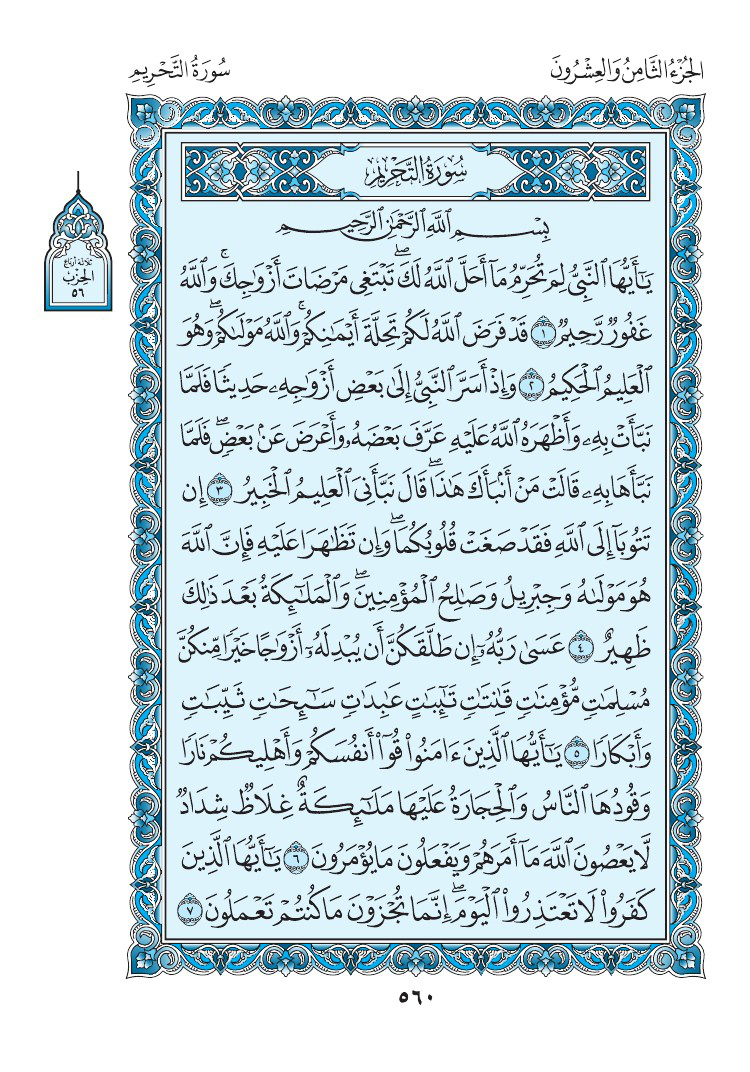 الجُزْءُ الثَّامِنُ وَالعِشْرُونَ
سُورَةُ التَّحْرِيمِ
سُورَةُ التَّحْرِيمِ
بِسْمِ اللَّهِ الرَّحْمَٰنِ الرَّحِيمِ
يَٰٓأَيُّهَا ٱلنَّبِيُّ لِمَ تُحَرِّمُ مَآ أَحَلَّ ٱللَّهُ لَكَۖ تَبْتَغِي مَرْضَاتَ أَزْوَٰجِكَۚ وَٱللَّهُ
غَفُورٌ رَّحِيمٌ ١ قَدْ فَرَضَ ٱللَّهُ لَكُمْ تَحِلَّةَ أَيْمَٰنِكُمْۚ وَٱللَّهُ مَوْلَىٰكُمْۖ وَهُوَ
ٱلْعَلِيمُ ٱلْحَكِيمُ ٢ وَإِذْ أَسَرَّ ٱلنَّبِيُّ إِلَىٰ بَعْضِ أَزْوَٰجِهِۦ حَدِيثًا فَلَمَّا
نَبَّأَتْ بِهِۦ وَأَظْهَرَهُ ٱللَّهُ عَلَيْهِ عَرَّفَ بَعْضَهُۥ وَأَعْرَضَ عَنۢ بَعْضٍۖ فَلَمَّا
نَبَّأَهَا بِهِۦ قَالَتْ مَنْ أَنۢبَأَكَ هَٰذَاۖ قَالَ نَبَّأَنِيَ ٱلْعَلِيمُ ٱلْخَبِيرُ ٣ إِن
تَتُوبَآ إِلَى ٱللَّهِ فَقَدْ صَغَتْ قُلُوبُكُمَاۖ وَإِن تَظَٰهَرَا عَلَيْهِ فَإِنَّ ٱللَّهَ
هُوَ مَوْلَىٰهُ وَجِبْرِيلُ وَصَٰلِحُ ٱلْمُؤْمِنِينَۖ وَٱلْمَلَٰٓئِكَةُ بَعْدَ ذَٰلِكَ
ظَهِيرٌ ٤ عَسَىٰ رَبُّهُۥٓ إِن طَلَّقَكُنَّ أَن يُبْدِلَهُۥٓ أَزْوَٰجًا خَيْرًا مِّنكُنَّ
مُسْلِمَٰتٍ مُّؤْمِنَٰتٍ قَٰنِتَٰتٍ تَٰٓئِبَٰتٍ عَٰبِدَٰتٍ سَٰٓئِحَٰتٍ ثَيِّبَٰتٍ
وَأَبْكَارًا ٥ يَٰٓأَيُّهَا ٱلَّذِينَ ءَامَنُوا۟ قُوٓا۟ أَنفُسَكُمْ وَأَهْلِيكُمْ نَارًا
وَقُودُهَا ٱلنَّاسُ وَٱلْحِجَارَةُ عَلَيْهَا مَلَٰٓئِكَةٌ غِلَاظٌ شِدَادٌ
لَّا يَعْصُونَ ٱللَّهَ مَآ أَمَرَهُمْ وَيَفْعَلُونَ مَا يُؤْمَرُونَ ٦ يَٰٓأَيُّهَا ٱلَّذِينَ
كَفَرُوا۟ لَا تَعْتَذِرُوا۟ ٱلْيَوْمَۖ إِنَّمَا تُجْزَوْنَ مَا كُنتُمْ تَعْمَلُونَ ٧
ثلاثة أرباع
الحزب
٥٦
٥٦٠